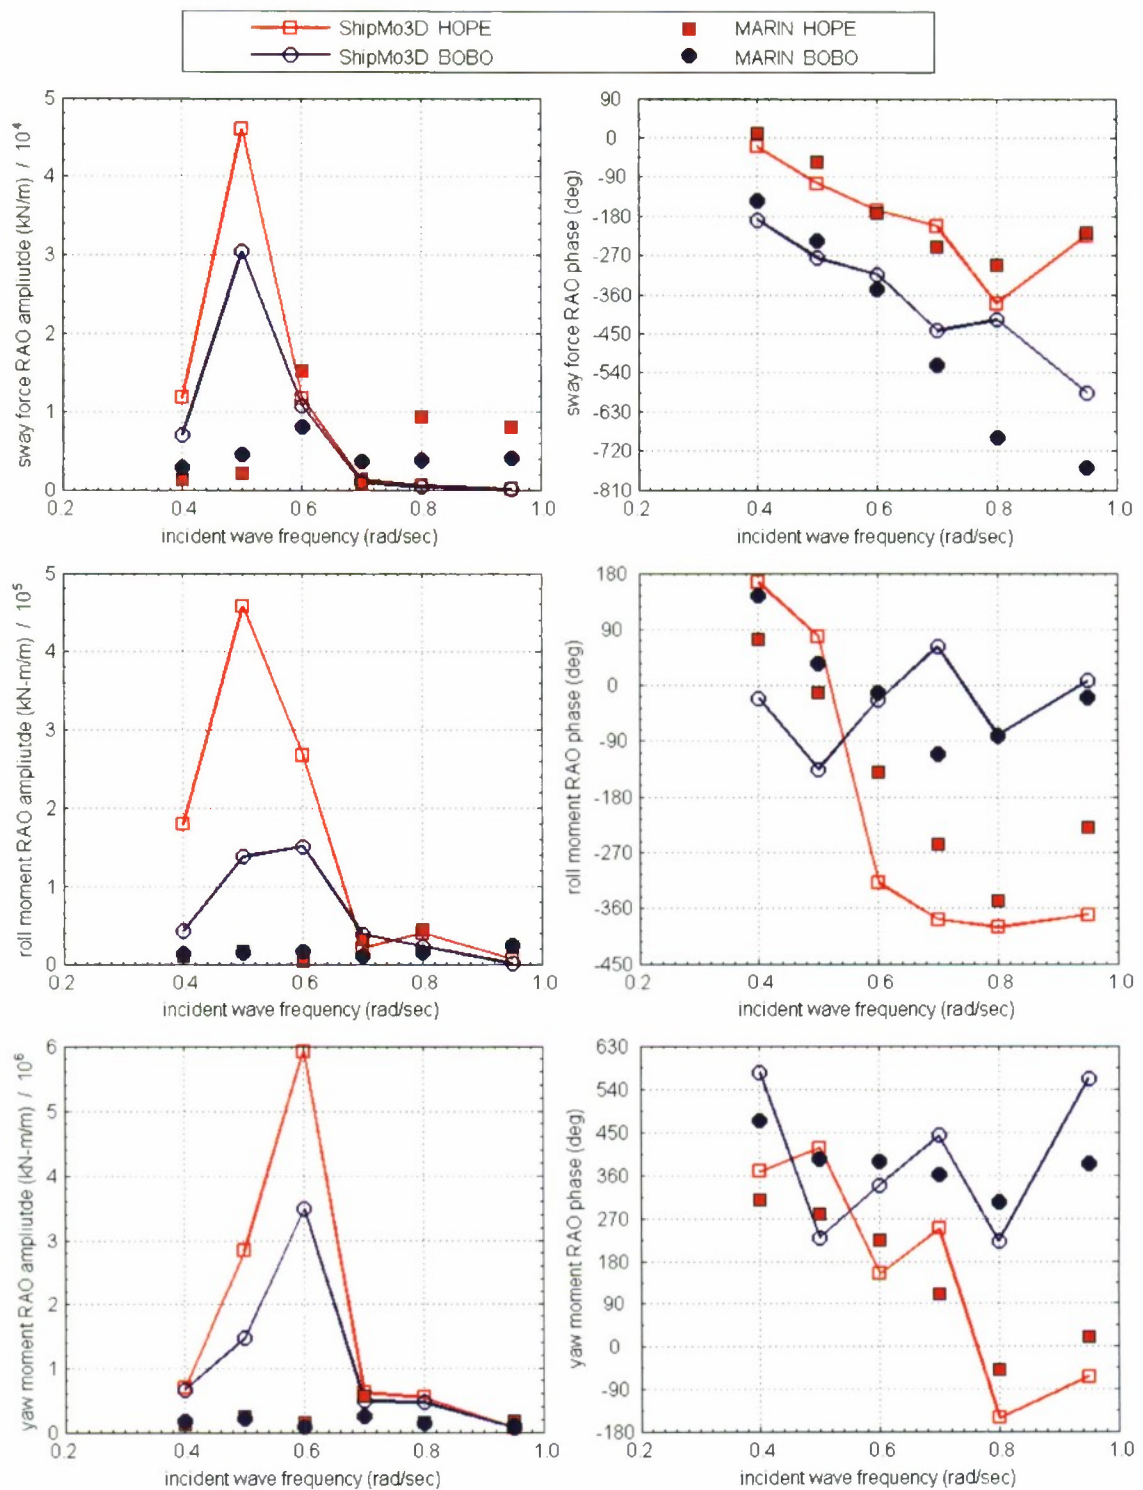 ShipMo3D HOPE MARIN HOPE
ShipMo3D BOBO MARIN BOBO
sway force RAO ampliutde (kN/m) / 10⁴
5
4
3
2
1
0
0.2 0.4 0.6 0.8 1.0
incident wave frequency (rad/sec)
sway force RAO phase (deg)
90
0
-90
-180
-270
-360
-450
-540
-630
-720
-810
0.2 0.4 0.6 0.8 1.0
incident wave frequency (rad/sec)
roll moment RAO ampliutde (kN-m/m) / 10⁵
5
4
3
2
1
0
0.2 0.4 0.6 0.8 1.0
incident wave frequency (rad/sec)
roll moment RAO phase (deg)
180
90
0
-90
-180
-270
-360
-450
0.2 0.4 0.6 0.8 1.0
incident wave frequency (rad/sec)
yaw moment RAO ampliutde (kN-m/m) / 10⁶
6
5
4
3
2
1
0
0.2 0.4 0.6 0.8 1.0
incident wave frequency (rad/sec)
yaw moment RAO phase (deg)
630
540
450
360
270
180
90
0
-90
-180
0.2 0.4 0.6 0.8 1.0
incident wave frequency (rad/sec)